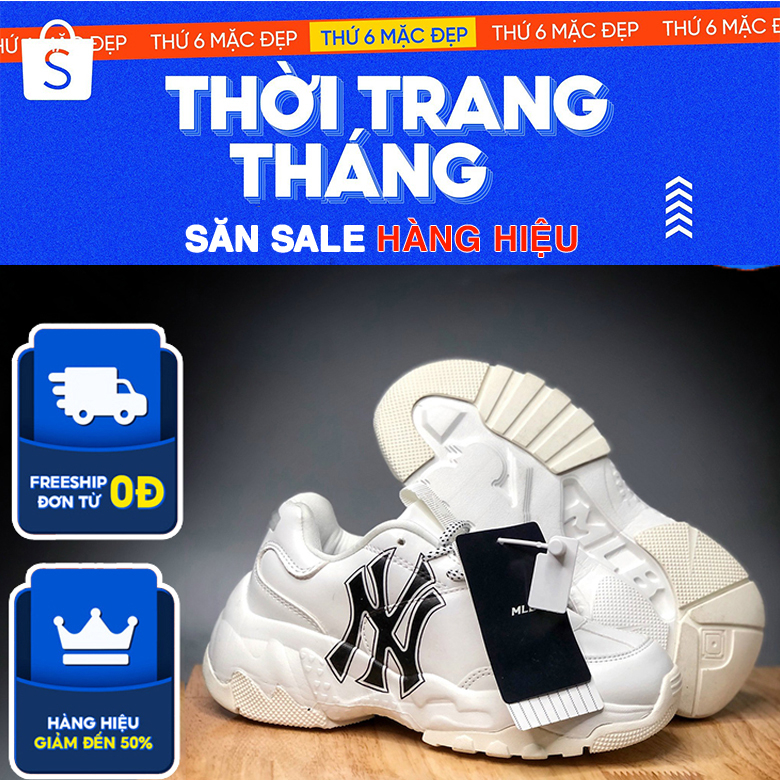 THỨ 6 MẶC ĐẸP THỨ 6 MẶC ĐẸP THỨ 6 MẶC ĐẸP THỨ 6 MẶC ĐẸP
S
THỜI TRANG
THÁNG
SĂN SALE HÀNG HIỆU
FREESHIP
ĐƠN TỪ 0Đ
HÀNG HIỆU
GIẢM ĐẾN 50%
NY
MLB